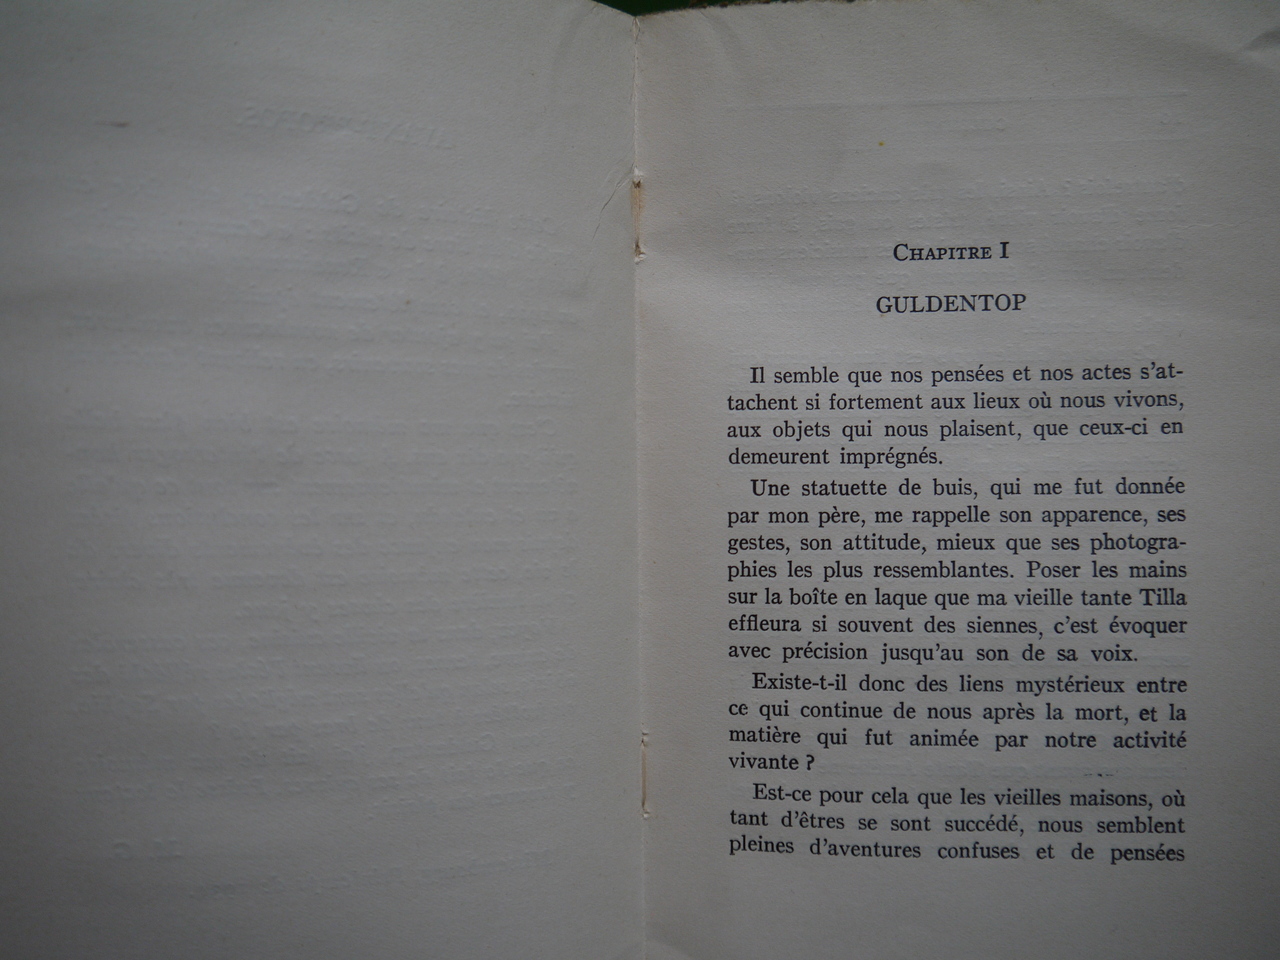 CHAPITRE I
GULDENTOP
Il semble que nos pensées et nos actes s'at-
tachent si fortement aux lieux où nous vivons,
aux objets qui nous plaisent, que ceux-ci en
demeurent imprégnés.
Une statuette de buis, qui me fut donnée
par mon père, me rappelle son apparence, ses
gestes, son attitude, mieux que ses photogra-
phies les plus ressemblantes. Poser les mains
sur la boîte en laque que ma vieille tante Tilla
effleura si souvent des siennes, c'est évoquer
avec précision jusqu'au son de sa voix.
Existe-t-il donc des liens mystérieux entre
ce qui continue de nous après la mort, et la
matière qui fut animée par notre activité
vivante ?
Est-ce pour cela que les vieilles maisons, où
tant d'êtres se sont succédé, nous semblent
pleines d'aventures confuses et de pensées